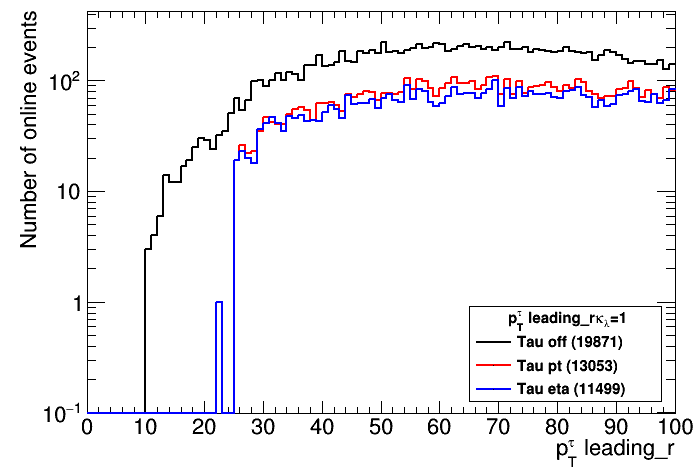 Number of online events
10²
10
1
10⁻¹
0 10 20 30 40 50 60 70 80 90 100
p_T^τ leading_r
p_T^τ leading_rκ_λ=1
Tau off (19871)
Tau pt (13053)
Tau eta (11499)